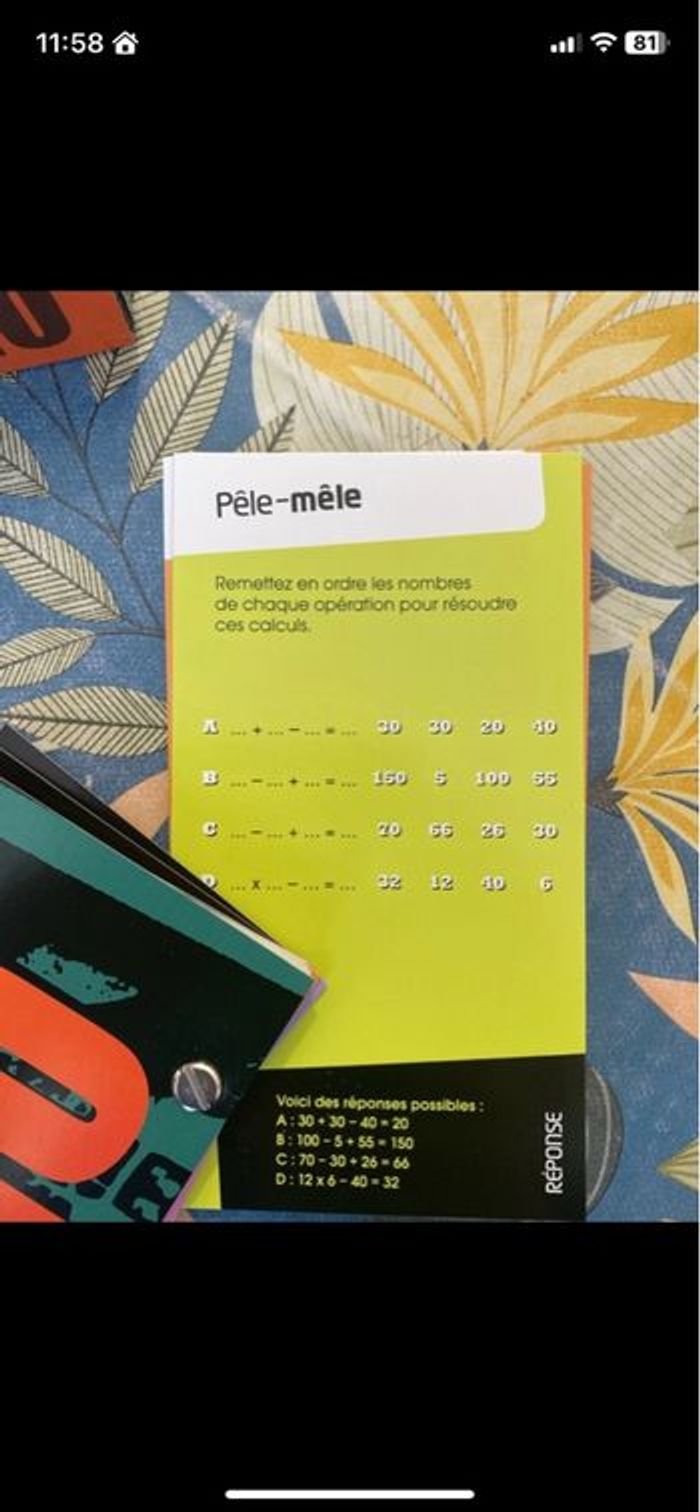 11:58
81
Pêle-mêle
Remettez en ordre les nombres
de chaque opération pour résoudre
ces calculs.
A ... + ... - ... = ... 30 30 20 40
B ... - ... + ... = ... 150 5 100 55
C ... - ... + ... = ... 70 66 26 30
D ... x ... - ... = ... 32 12 40 6
Voici des réponses possibles :
A : 30 + 30 - 40 = 20
B : 100 - 5 + 55 = 150
C : 70 - 30 + 26 = 66
D : 12 x 6 - 40 = 32
RÉPONSE